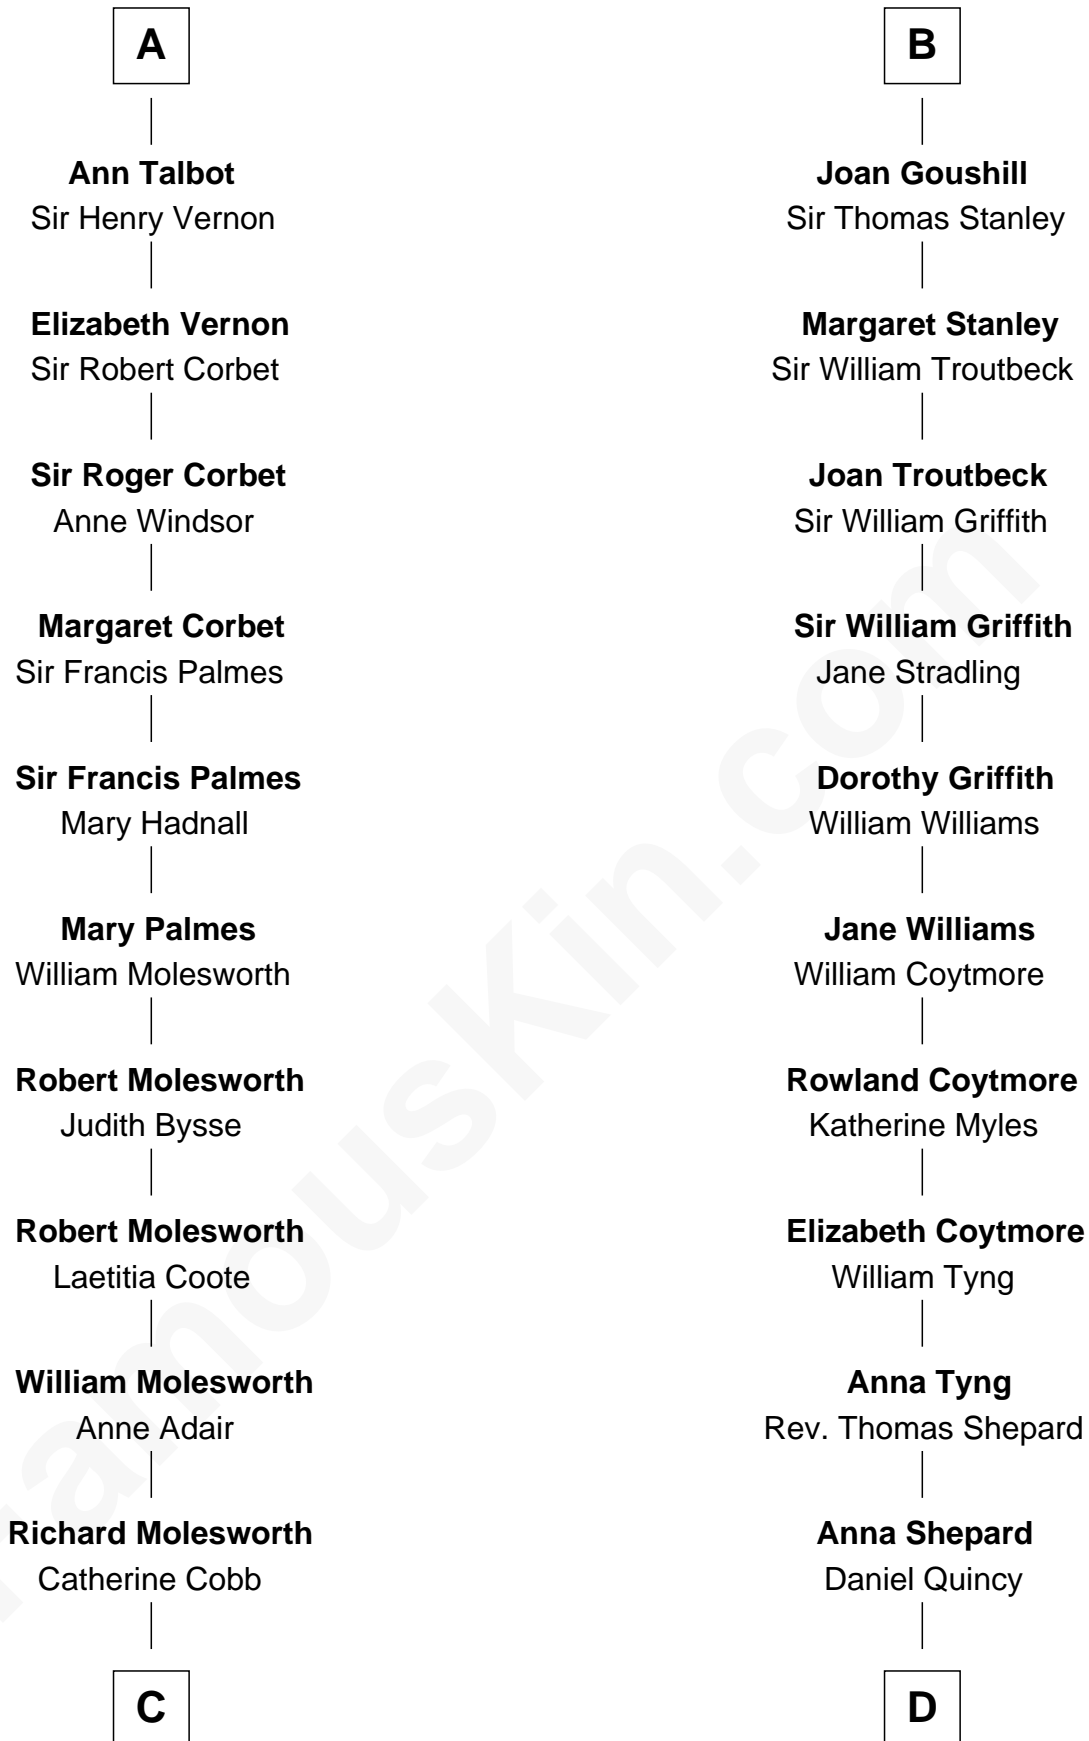 A
Ann Talbot
Sir Henry Vernon
Elizabeth Vernon
Sir Robert Corbet
Sir Roger Corbet
Anne Windsor
Margaret Corbet
Sir Francis Palmes
Sir Francis Palmes
Mary Hadnall
Mary Palmes
William Molesworth
Robert Molesworth
Judith Bysse
Robert Molesworth
Laetitia Coote
William Molesworth
Anne Adair
Richard Molesworth
Catherine Cobb
C
B
Joan Goushill
Sir Thomas Stanley
Margaret Stanley
Sir William Troutbeck
Joan Troutbeck
Sir William Griffith
Sir William Griffith
Jane Stradling
Dorothy Griffith
William Williams
Jane Williams
William Coytmore
Rowland Coytmore
Katherine Myles
Elizabeth Coytmore
William Tyng
Anna Tyng
Rev. Thomas Shepard
Anna Shepard
Daniel Quincy
D
FamousKin.com